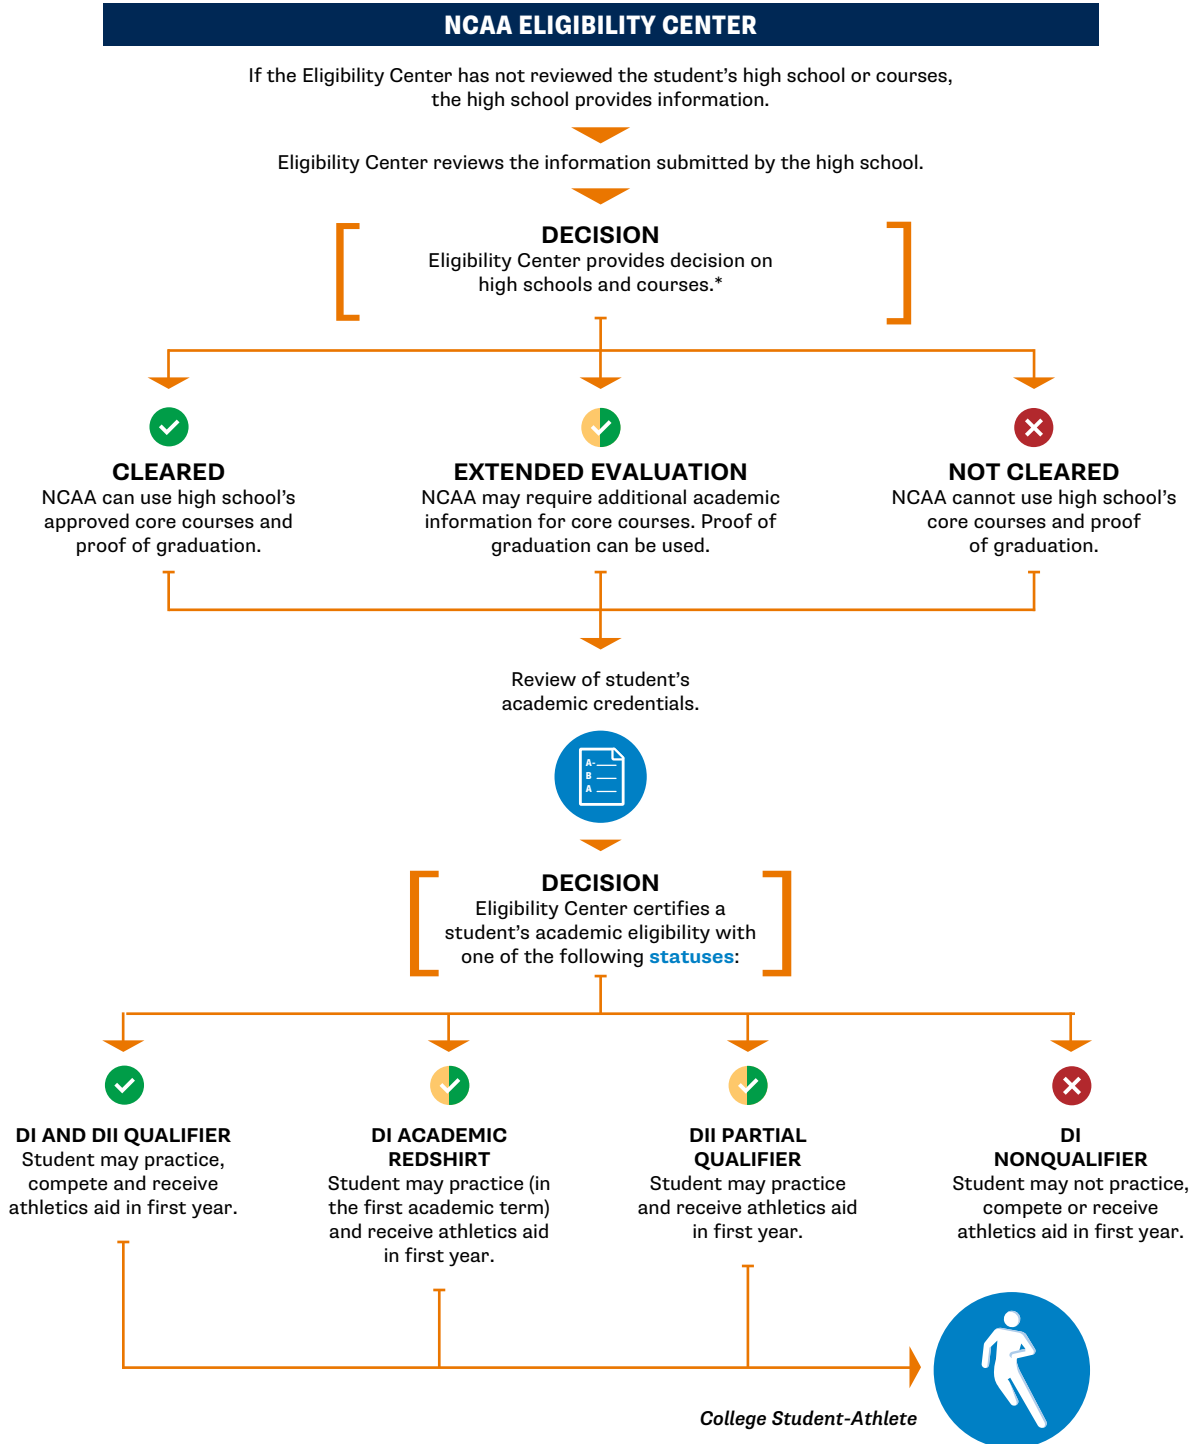 NCAA ELIGIBILITY CENTER
If the Eligibility Center has not reviewed the student’s high school or courses,
the high school provides information.
Eligibility Center reviews the information submitted by the high school.
DECISION
Eligibility Center provides decision on
high schools and courses.*
CLEARED
NCAA can use high school’s
approved core courses and
proof of graduation.
EXTENDED EVALUATION
NCAA may require additional academic
information for core courses. Proof of
graduation can be used.
NOT CLEARED
NCAA cannot use high school’s
core courses and proof
of graduation.
Review of student’s
academic credentials.
A-
B
A
DECISION
Eligibility Center certifies a
student’s academic eligibility with
one of the following statuses:
DI AND DII QUALIFIER
Student may practice,
compete and receive
athletics aid in first year.
DI ACADEMIC
REDSHIRT
Student may practice (in
the first academic term)
and receive athletics aid
in first year.
DII PARTIAL
QUALIFIER
Student may practice
and receive athletics aid
in first year.
DI
NONQUALIFIER
Student may not practice,
compete or receive
athletics aid in first year.
College Student-Athlete